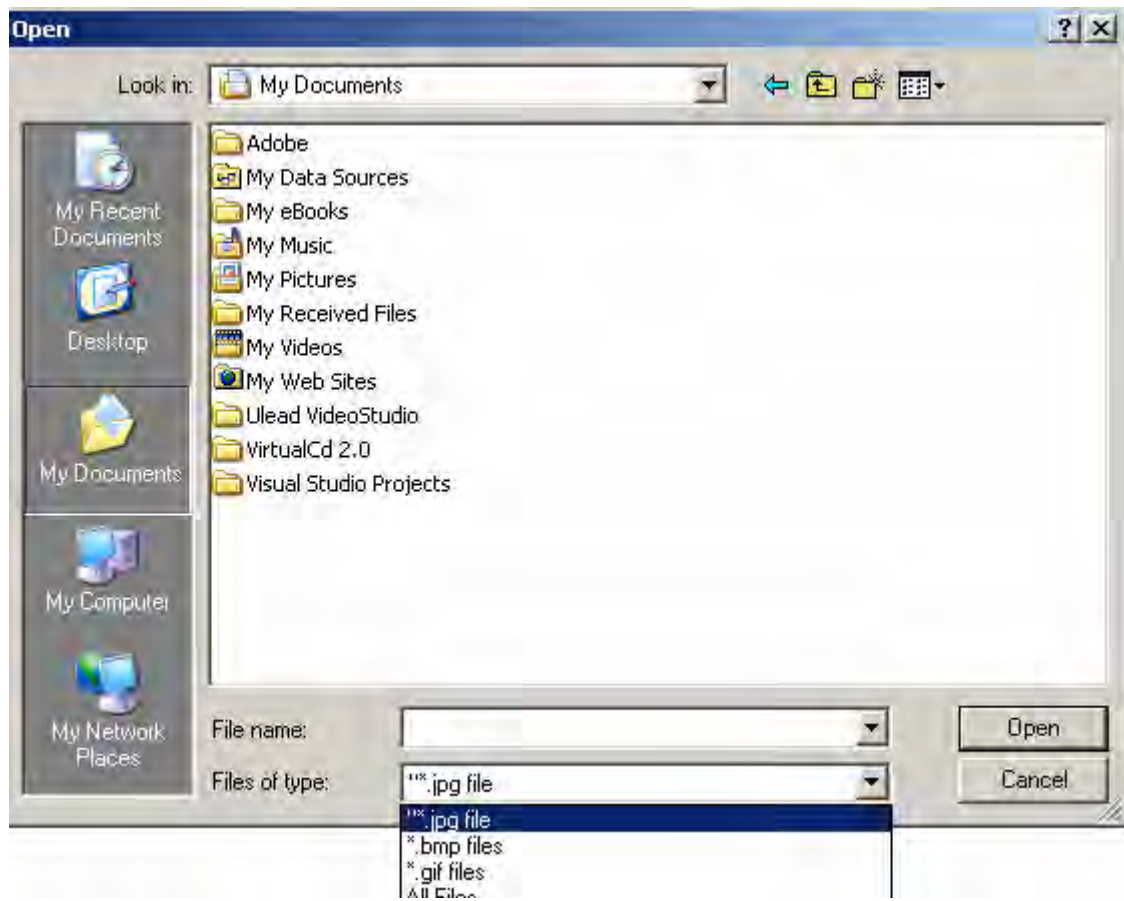 Open
Look in: My Documents
My Recent
Documents
Desktop
My Documents
My Computer
My Network
Places
Adobe
My Data Sources
My eBooks
My Music
My Pictures
My Received Files
My Videos
My Web Sites
Ulead VideoStudio
VirtualCd 2.0
Visual Studio Projects
File name:
Open
Files of type: "*.jpg file
Cancel
"*.jpg file
*.bmp files
*.gif files
All Files